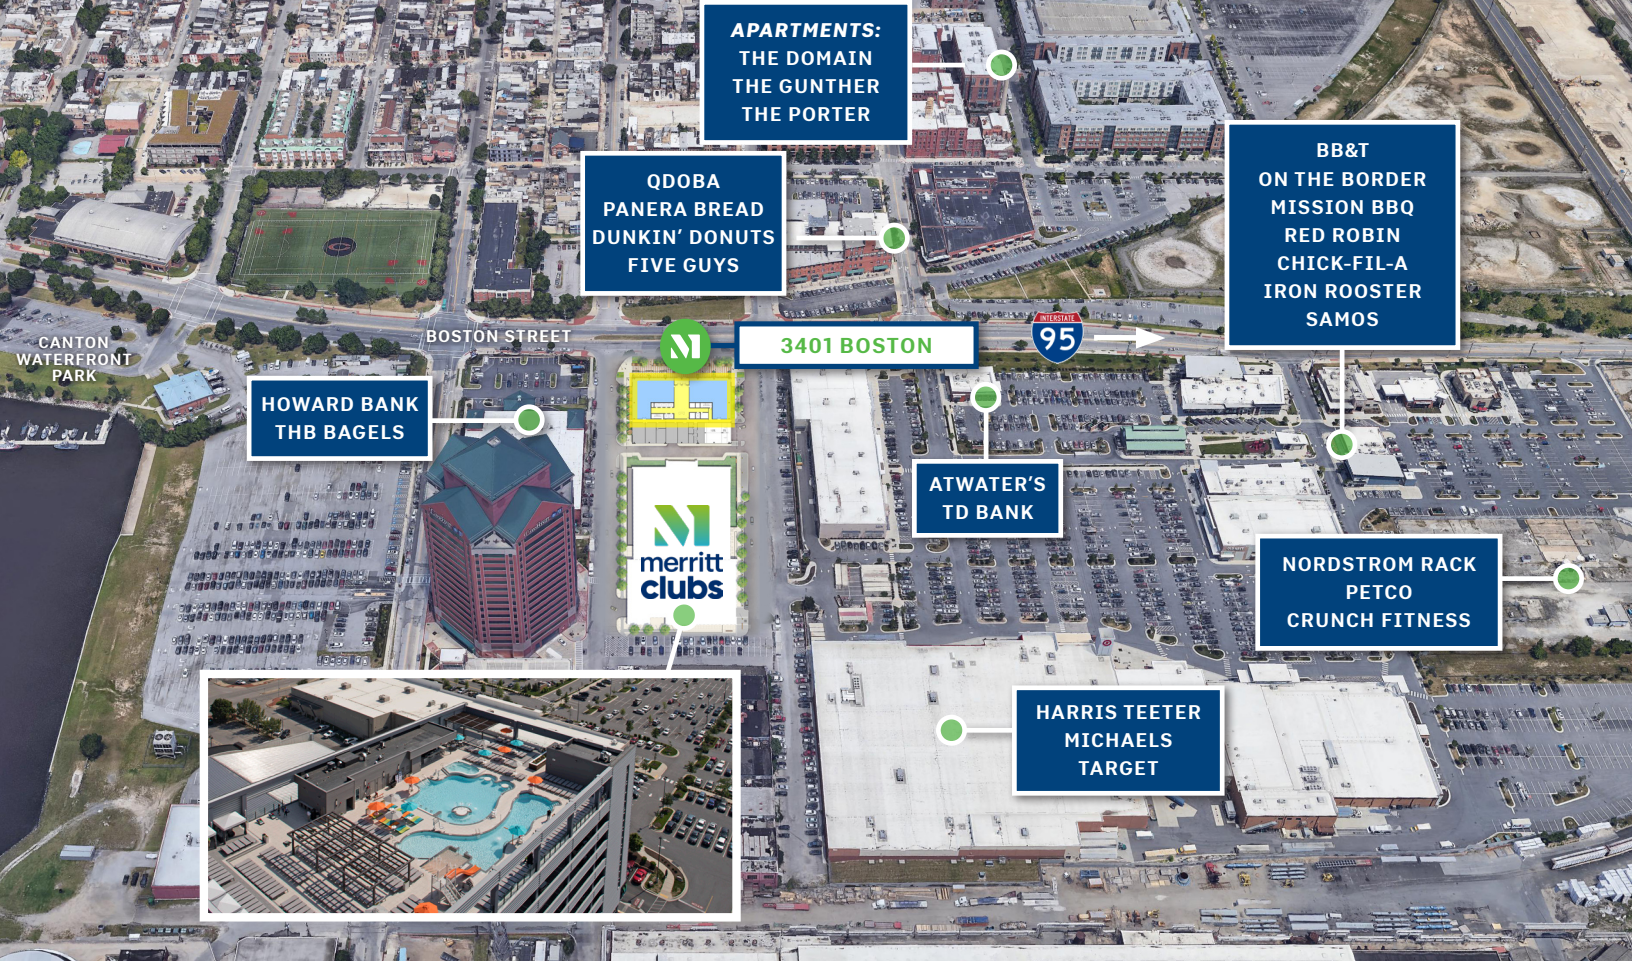 APARTMENTS:
THE DOMAIN
THE GUNTHER
THE PORTER
QDOBA
PANERA BREAD
DUNKIN' DONUTS
FIVE GUYS
BB&T
ON THE BORDER
MISSION BBQ
RED ROBIN
CHICK-FIL-A
IRON ROOSTER
SAMOS
BOSTON STREET
3401 BOSTON
INTERSTATE
95
CANTON
WATERFRONT
PARK
HOWARD BANK
THB BAGELS
ATWATER'S
TD BANK
merritt
clubs
NORDSTROM RACK
PETCO
CRUNCH FITNESS
HARRIS TEETER
MICHAELS
TARGET